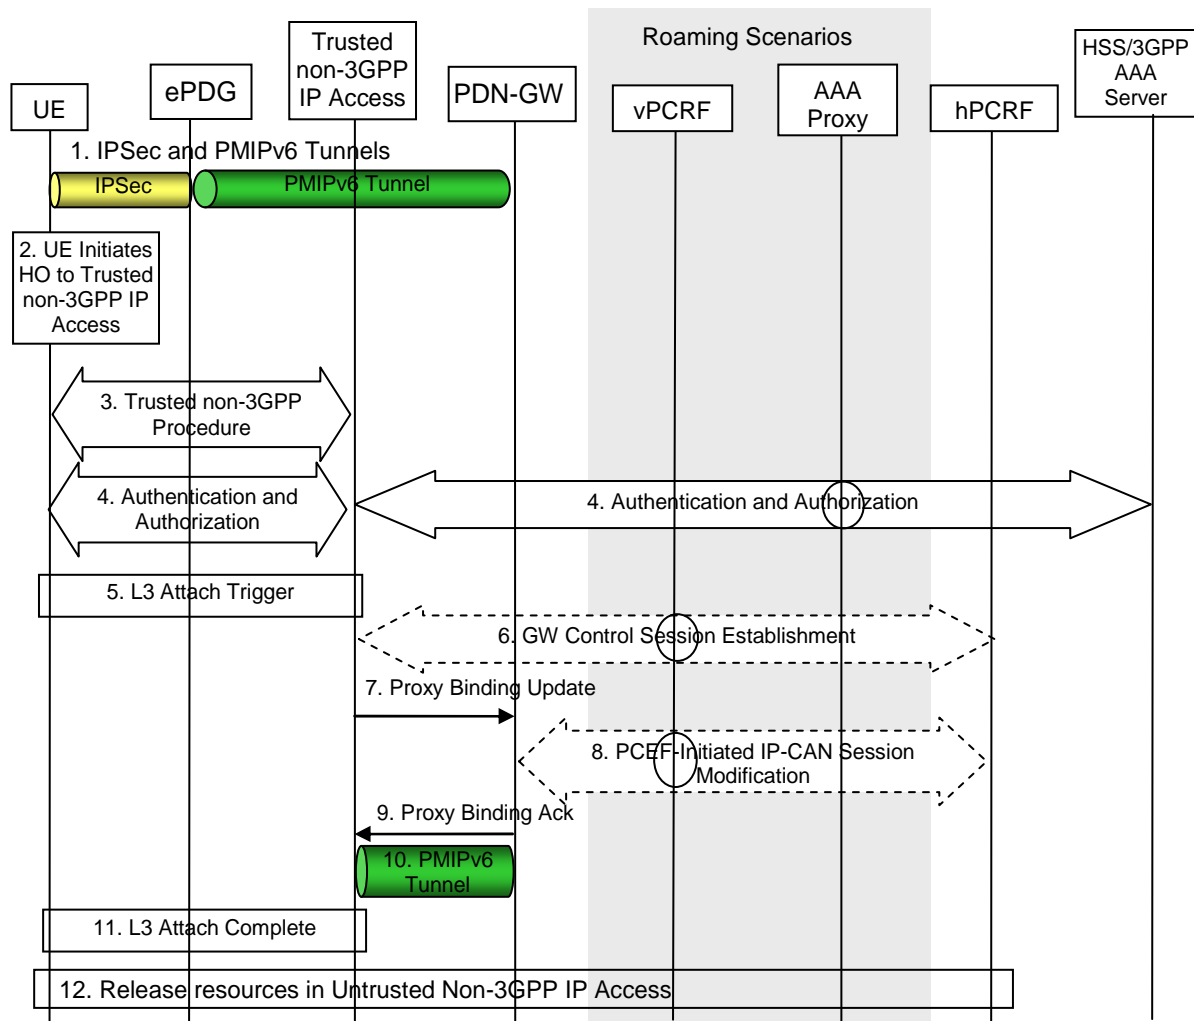 Roaming Scenarios
UE
ePDG
Trusted
non-3GPP
IP Access
PDN-GW
vPCRF
AAA
Proxy
hPCRF
HSS/3GPP
AAA
Server
1. IPSec and PMIPv6 Tunnels
IPSec
PMIPv6 Tunnel
2. UE Initiates
HO to Trusted
non-3GPP IP
Access
3. Trusted non-3GPP
Procedure
4. Authentication and
Authorization
4. Authentication and Authorization
5. L3 Attach Trigger
6. GW Control Session Establishment
7. Proxy Binding Update
8. PCEF-Initiated IP-CAN Session
Modification
9. Proxy Binding Ack
10. PMIPv6
Tunnel
11. L3 Attach Complete
12. Release resources in Untrusted Non-3GPP IP Access